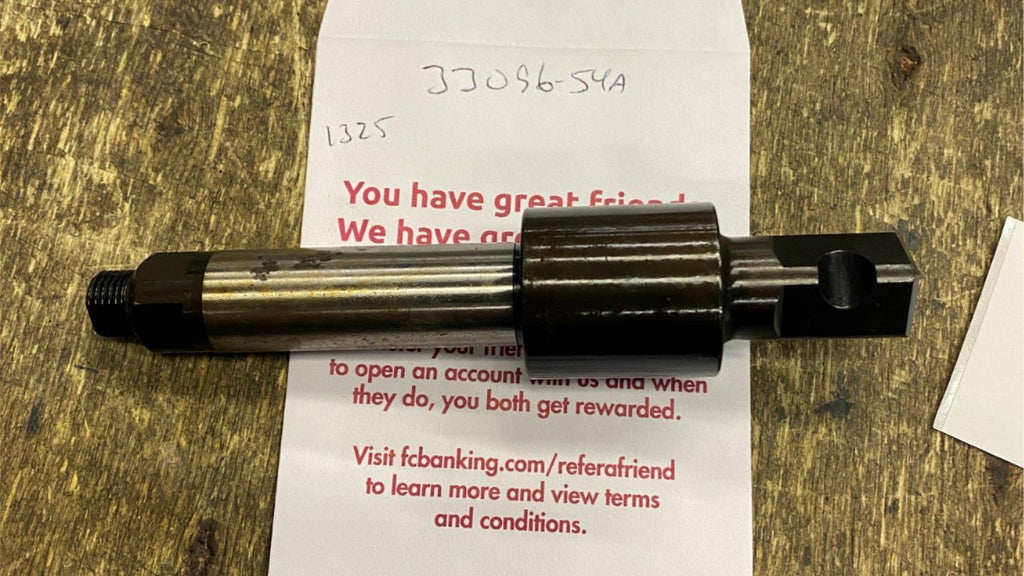 33096-54A
1325
You have great friend
We have gr
your
to open an account with us and when
they do, you both get rewarded.
Visit fcbanking.com/referafriend
to learn more and view terms
and conditions.